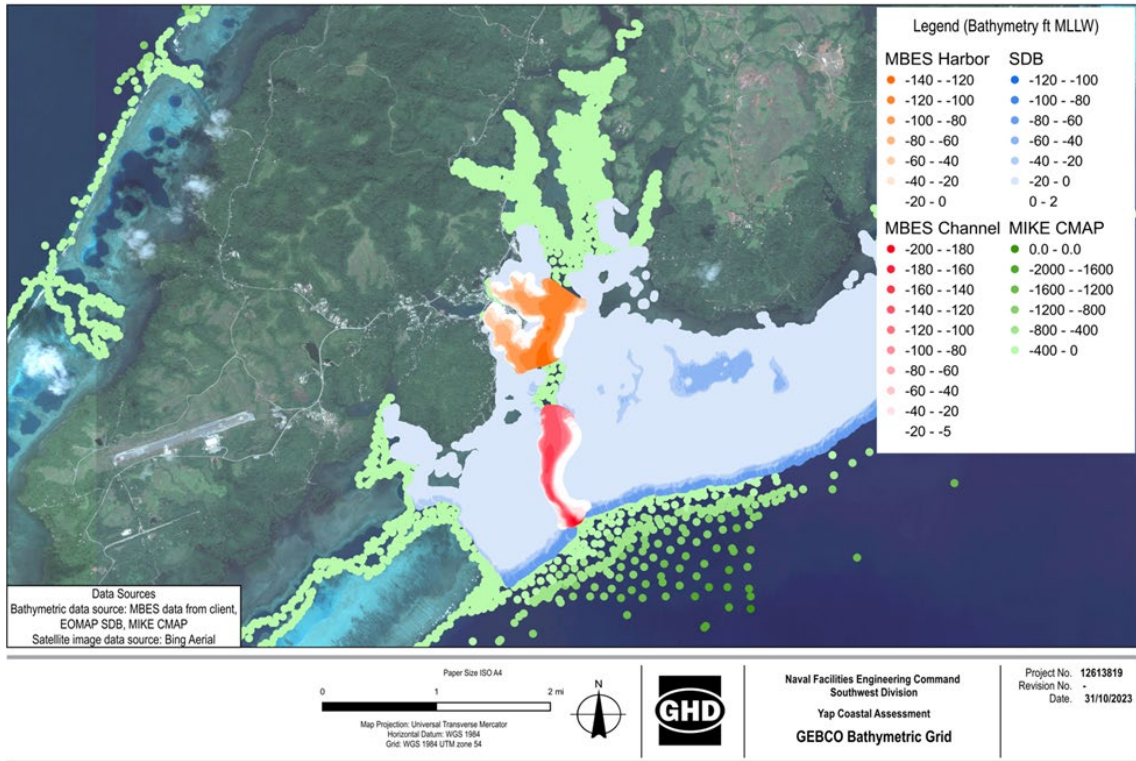 Legend (Bathymetry ft MLLW)
MBES Harbor
-140 - -120
-120 - -100
-100 - -80
-80 - -60
-60 - -40
-40 - -20
-20 - 0
SDB
-120 - -100
-100 - -80
-80 - -60
-60 - -40
-40 - -20
-20 - 0
0 - 2
MBES Channel
-200 - -180
-180 - -160
-160 - -140
-140 - -120
-120 - -100
-100 - -80
-80 - -60
-60 - -40
-40 - -20
-20 - -5
MIKE CMAP
0.0 - 0.0
-2000 - -1600
-1600 - -1200
-1200 - -800
-800 - -400
-400 - 0
Data Sources
Bathymetric data source: MBES data from client,
EOMAP SDB, MIKE CMAP
Satellite image data source: Bing Aerial
Paper Size ISO A4
0 1 2 mi
Map Projection: Universal Transverse Mercator
Horizontal Datum: WGS 1984
Grid: WGS 1984 UTM zone 54
N
GHD
Naval Facilities Engineering Command
Southwest Division
Yap Coastal Assessment
GEBCO Bathymetric Grid
Project No. 12613819
Revision No. -
Date. 31/10/2023